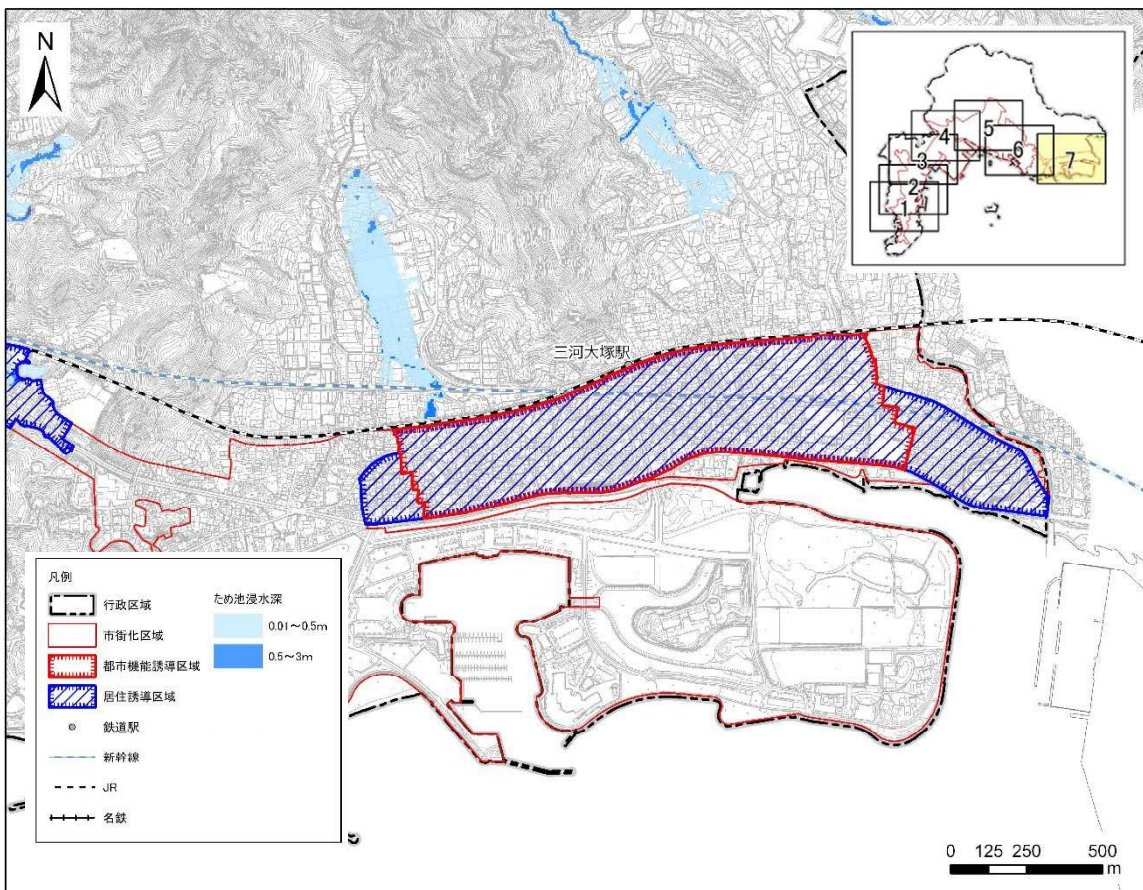 N
4
5
6
3
7
2
1
三河大塚駅
凡例
行政区域
市街化区域
都市機能誘導区域
居住誘導区域
鉄道駅
新幹線
JR
名鉄
ため池浸水深
0.01～0.5m
0.5～3m
0 125 250 500
m